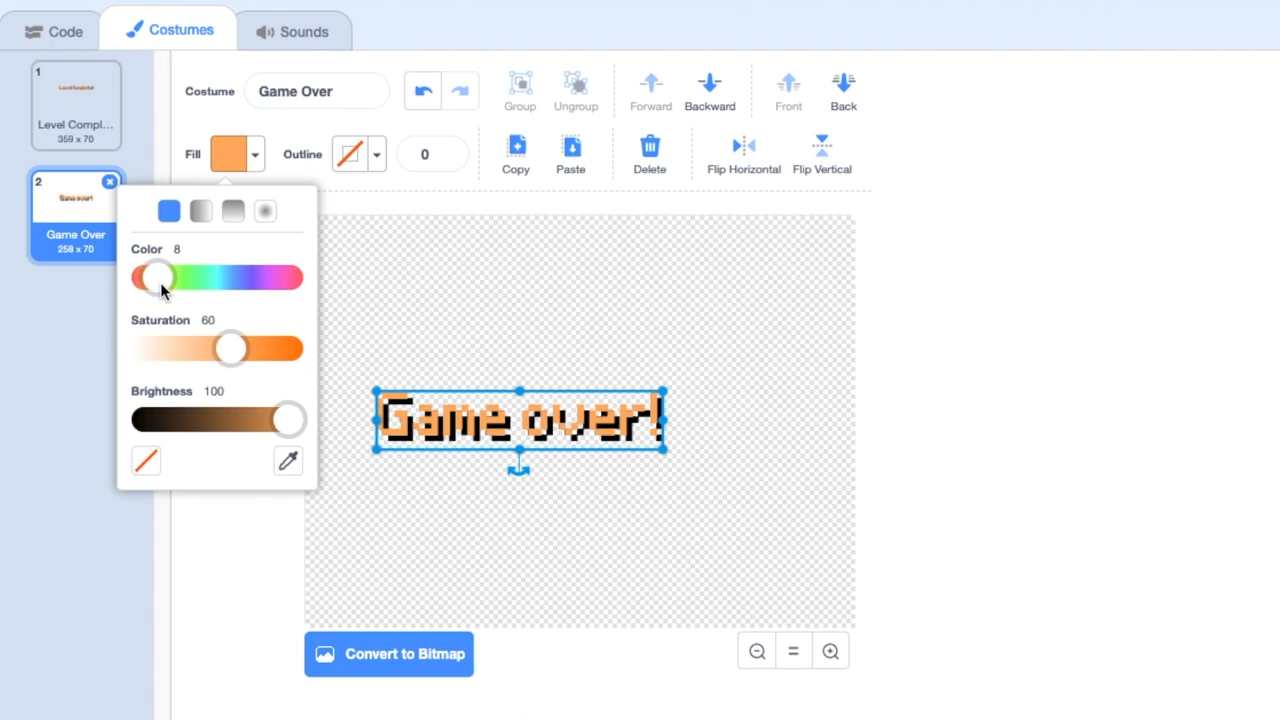 Code
Costumes
Sounds
1
Level Compl...
359 x 70
2
Game over!
Game Over
258 x 70
Costume
Game Over
Group
Ungroup
Forward
Backward
Front
Back
Fill
Outline
0
Copy
Paste
Delete
Flip Horizontal
Flip Vertical
Color 8
Saturation 60
Brightness 100
Game over!
Convert to Bitmap